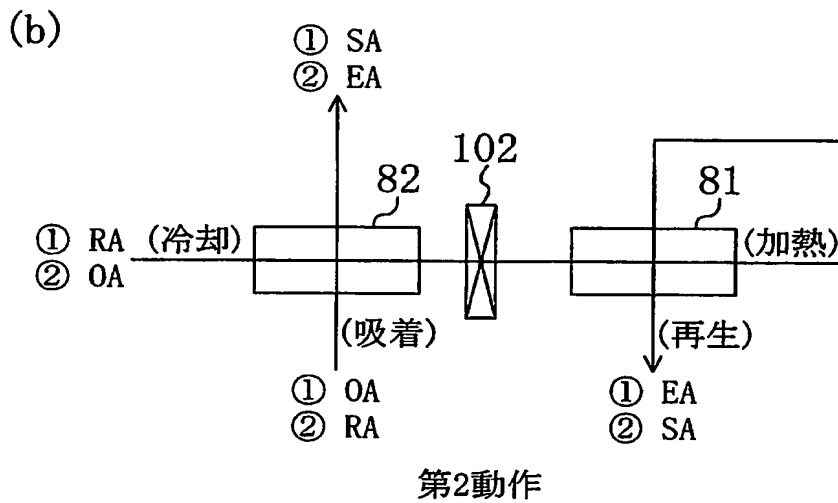 (b)
① SA
② EA
102
82
81
① RA (冷却)
② OA
(加熱)
(吸着)
(再生)
① OA
② RA
① EA
② SA
第2動作